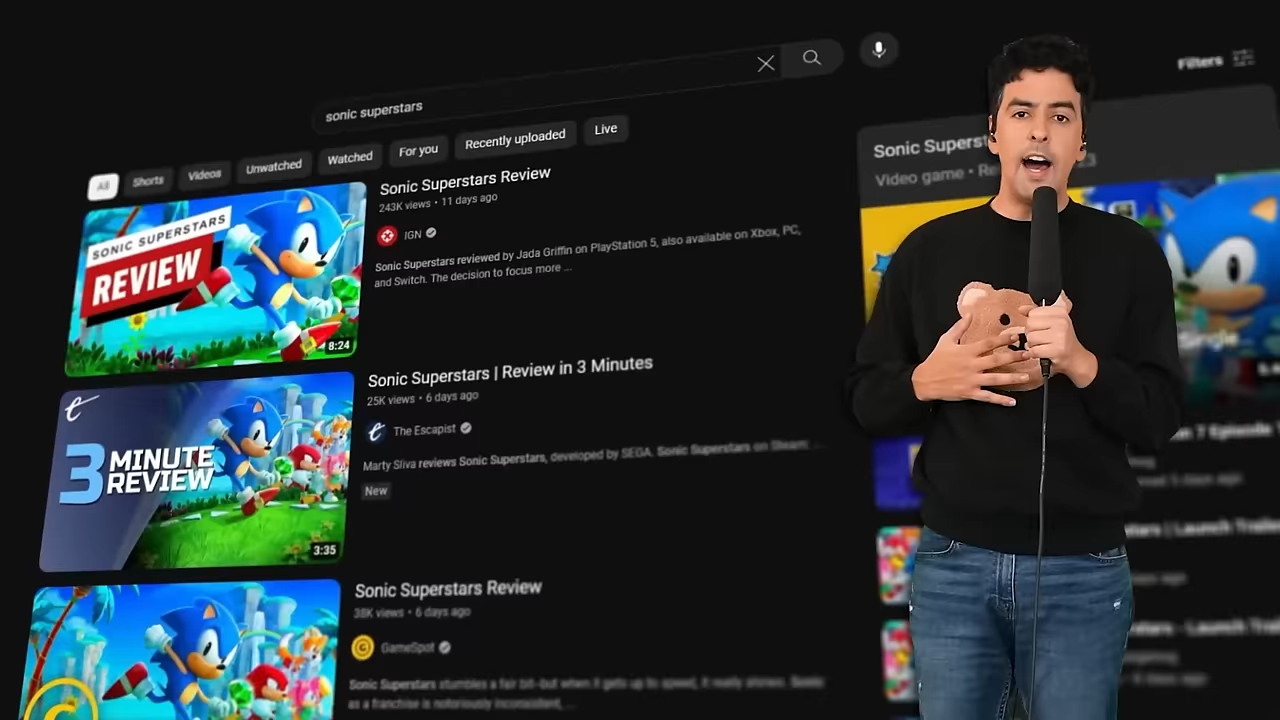 sonic superstars
Filters
All
Shorts
Videos
Unwatched
Watched
For you
Recently uploaded
Live
SONIC SUPERSTARS
REVIEW
8:24
Sonic Superstars Review
243K views • 11 days ago
IGN
Sonic Superstars reviewed by Jada Griffin on PlayStation 5, also available on Xbox, PC,
and Switch. The decision to focus more ...
3 MINUTE
REVIEW
3:35
Sonic Superstars | Review in 3 Minutes
25K views • 6 days ago
The Escapist
Marty Sliva reviews Sonic Superstars, developed by SEGA. Sonic Superstars on Steam: ...
New
Sonic Superstars Review
38K views • 6 days ago
GameSpot
Sonic Superstars stumbles a fair bit-but when it gets up to speed, it really shines.
as a franchise is notoriously inconsistent, ...
Sonic Superst
Video game • Re